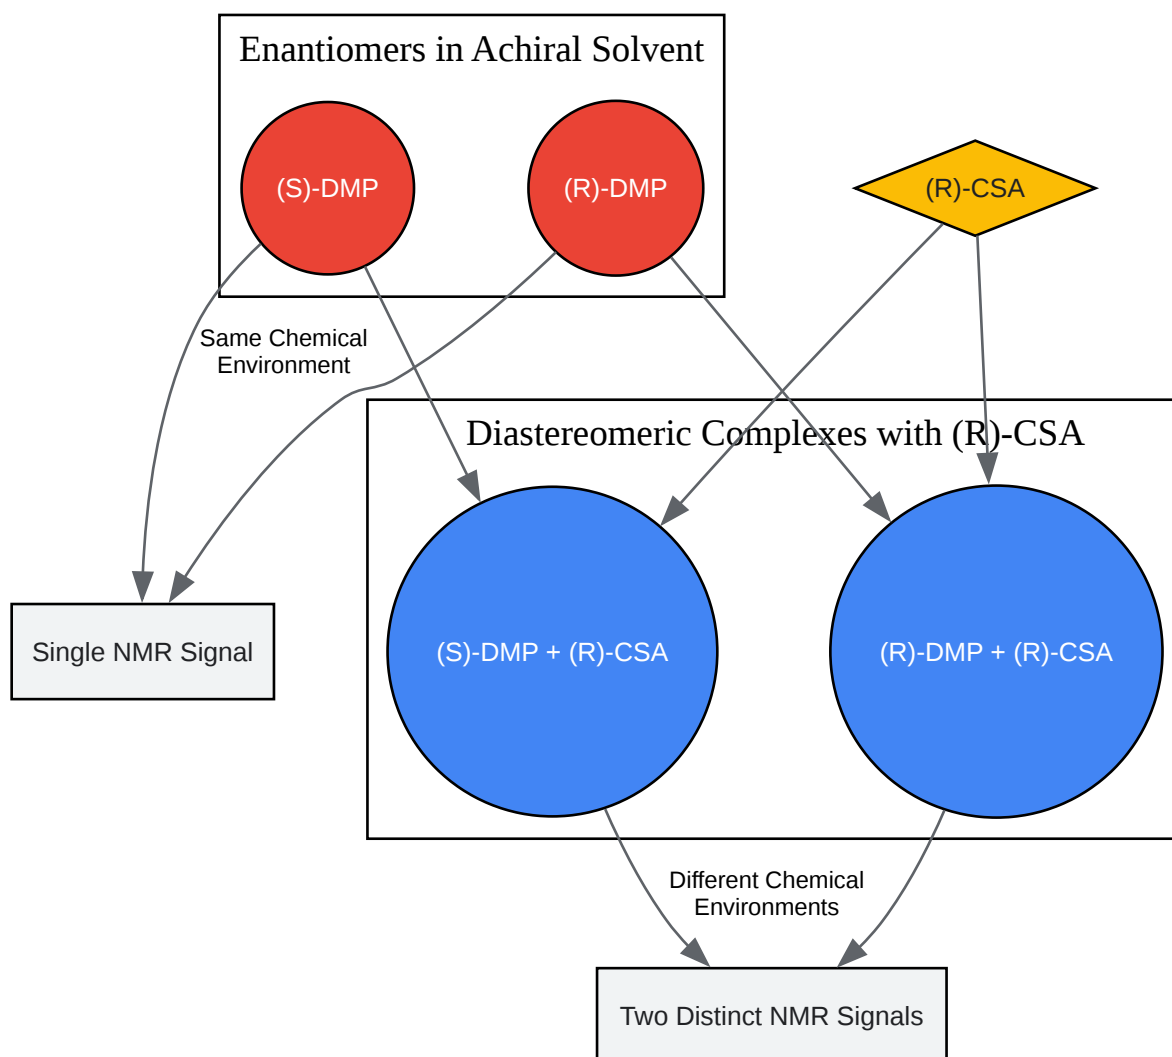 Enantiomers in Achiral Solvent
(S)-DMP
(R)-DMP
(R)-CSA
Same Chemical
Environment
Diastereomeric Complexes with (R)-CSA
Single NMR Signal
(S)-DMP + (R)-CSA
(R)-DMP + (R)-CSA
Different Chemical
Environments
Two Distinct NMR Signals